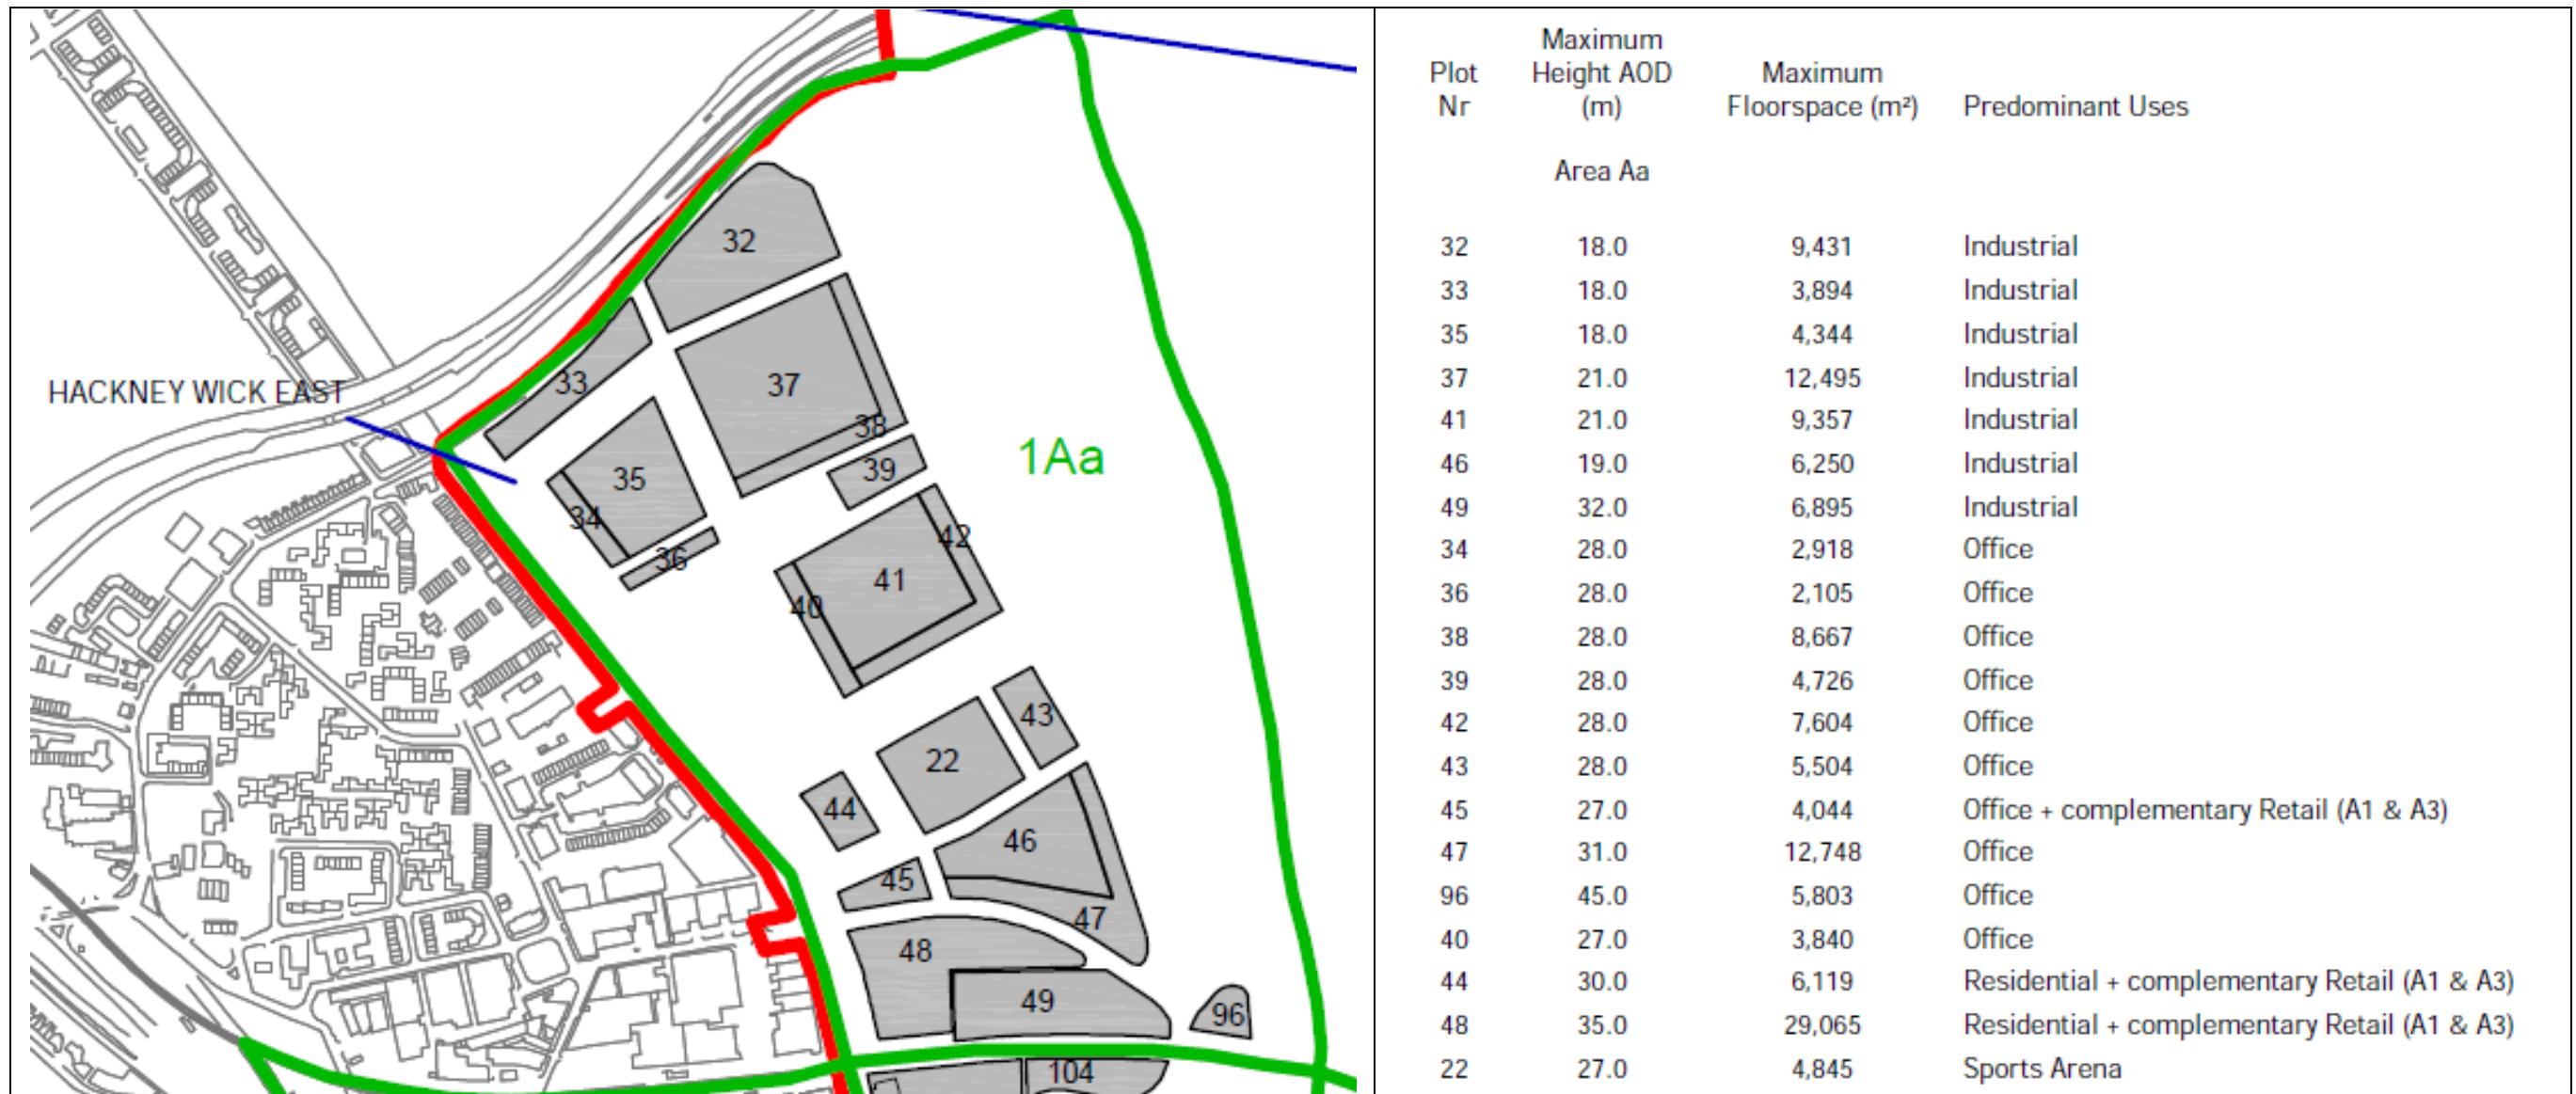 HACKNEY WICK EAST
1Aa
32
33
37
38
35
39
34
36
42
41
40
43
22
44
46
45
47
48
49
96
104
Plot Nr Maximum Height AOD (m) Maximum Floorspace (m²) Predominant Uses
Area Aa
32 18.0 9,431 Industrial
33 18.0 3,894 Industrial
35 18.0 4,344 Industrial
37 21.0 12,495 Industrial
41 21.0 9,357 Industrial
46 19.0 6,250 Industrial
49 32.0 6,895 Industrial
34 28.0 2,918 Office
36 28.0 2,105 Office
38 28.0 8,667 Office
39 28.0 4,726 Office
42 28.0 7,604 Office
43 28.0 5,504 Office
45 27.0 4,044 Office + complementary Retail (A1 & A3)
47 31.0 12,748 Office
96 45.0 5,803 Office
40 27.0 3,840 Office
44 30.0 6,119 Residential + complementary Retail (A1 & A3)
48 35.0 29,065 Residential + complementary Retail (A1 & A3)
22 27.0 4,845 Sports Arena